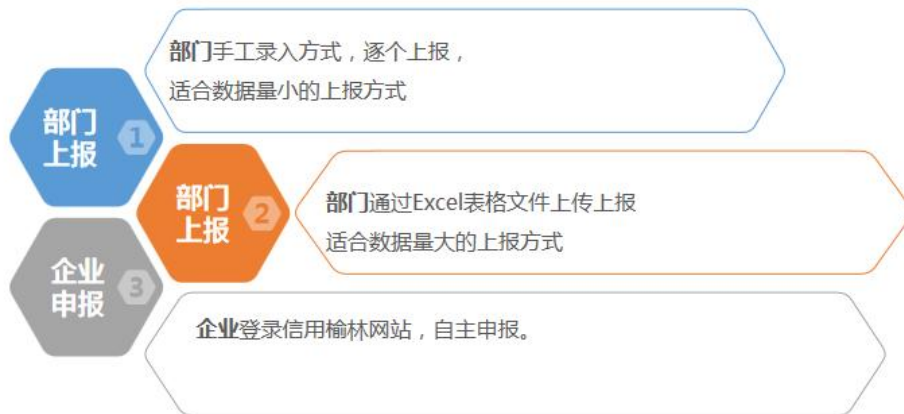 部门
上报
1
部门手工录入方式，逐个上报，
适合数据量小的上报方式
部门
上报
2
部门通过Excel表格文件上传上报
适合数据量大的上报方式
企业
申报
3
企业登录信用榆林网站，自主申报。